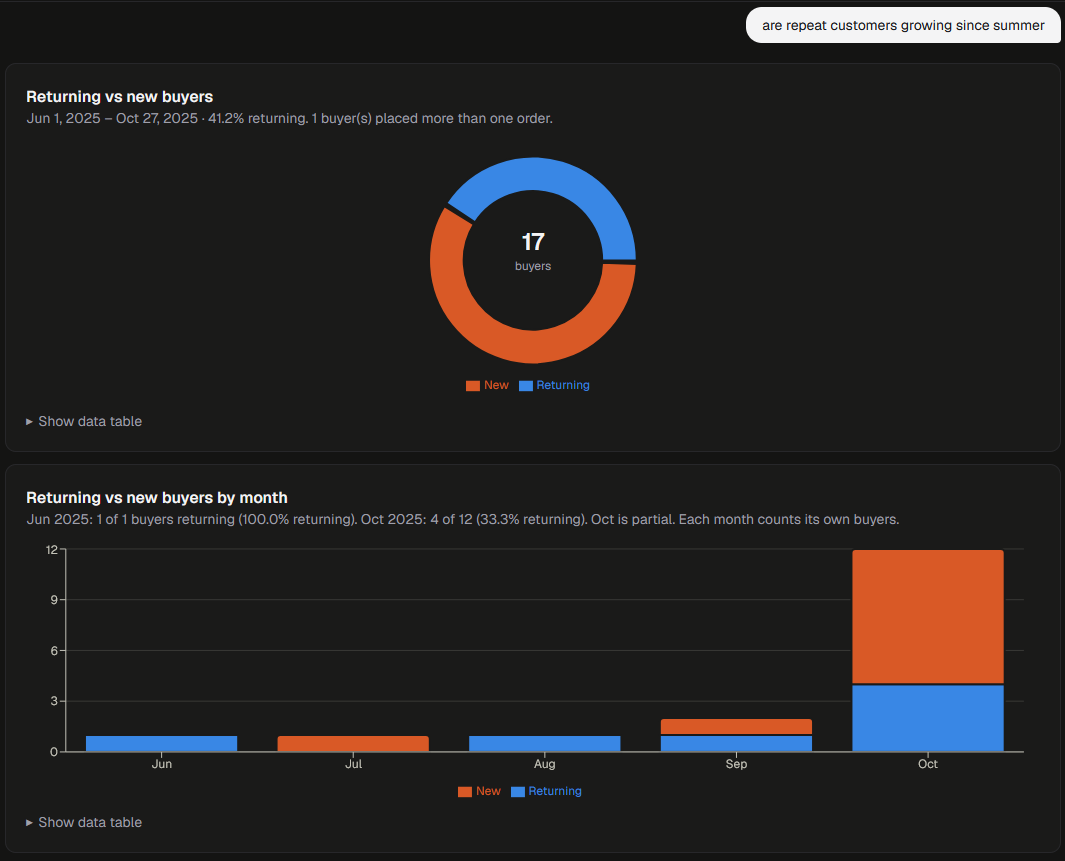 are repeat customers growing since summer
Returning vs new buyers
Jun 1, 2025 – Oct 27, 2025 · 41.2% returning. 1 buyer(s) placed more than one order.
17
buyers
New Returning
▸ Show data table
Returning vs new buyers by month
Jun 2025: 1 of 1 buyers returning (100.0% returning). Oct 2025: 4 of 12 (33.3% returning). Oct is partial. Each month counts its own buyers.
12
9
6
3
0
Jun Jul Aug Sep Oct
New Returning
▸ Show data table